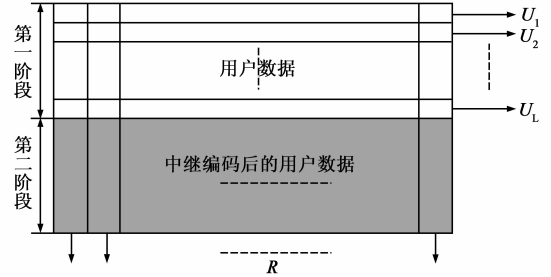 第一阶段
U1
U2
用户数据
UL
第二阶段
中继编码后的用户数据
R